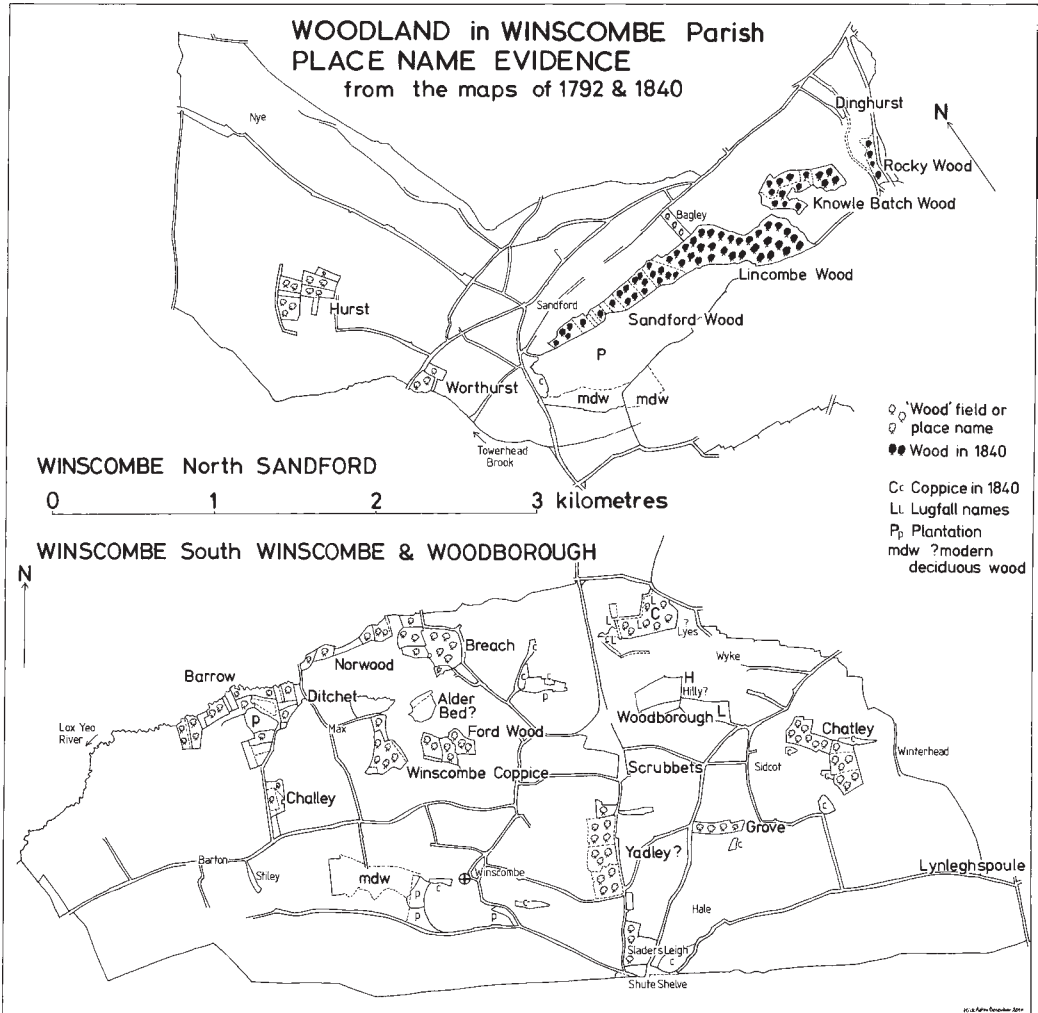 WOODLAND in WINSCOMBE Parish
PLACE NAME EVIDENCE
from the maps of 1792 & 1840
Nye
Dinghurst
N
Rocky Wood
Knowle Batch Wood
Bagley
Lincombe Wood
Hurst
Sandford
Sandford Wood
P
Worthurst
c
mdw
mdw
Towerhead
Brook
'Wood' field or
place name
Wood in 1840
Cc Coppice in 1840
LL Lugfall names
Pp Plantation
mdw ?modern
deciduous wood
WINSCOMBE North SANDFORD
0 1 2 3 kilometres
WINSCOMBE South WINSCOMBE & WOODBOROUGH
N
L
C
L
L
L
?
Lyes
Breach
c
Norwood
Wyke
Barrow
Ditchet
c
c
P
H
Hilly?
Alder
Bed?
P
Lox Yeo
River
Max
Ford Wood
Woodborough
L
Chatley
Winterhead
Winscombe Coppice
Scrubbets
Sidcot
Challey
c
Grove
c
Barton
Yadley?
Stiley
mdw
Winscombe
Lynleghspoule
c
P
P
P
c
Hale
Sladers Leigh
c
Shute Shelve